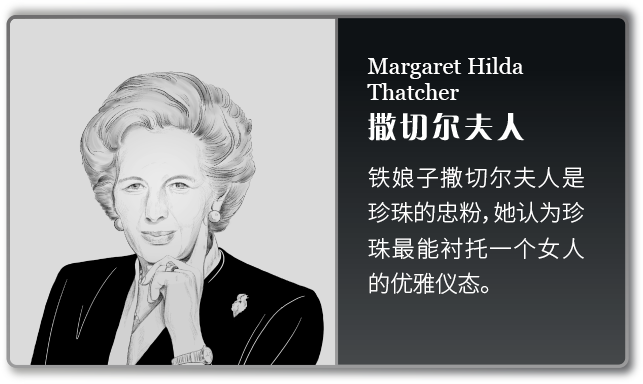 Margaret Hilda
Thatcher
撒切尔夫人
铁娘子撒切尔夫人是
珍珠的忠粉，她认为珍
珠最能衬托一个女人
的优雅仪态。